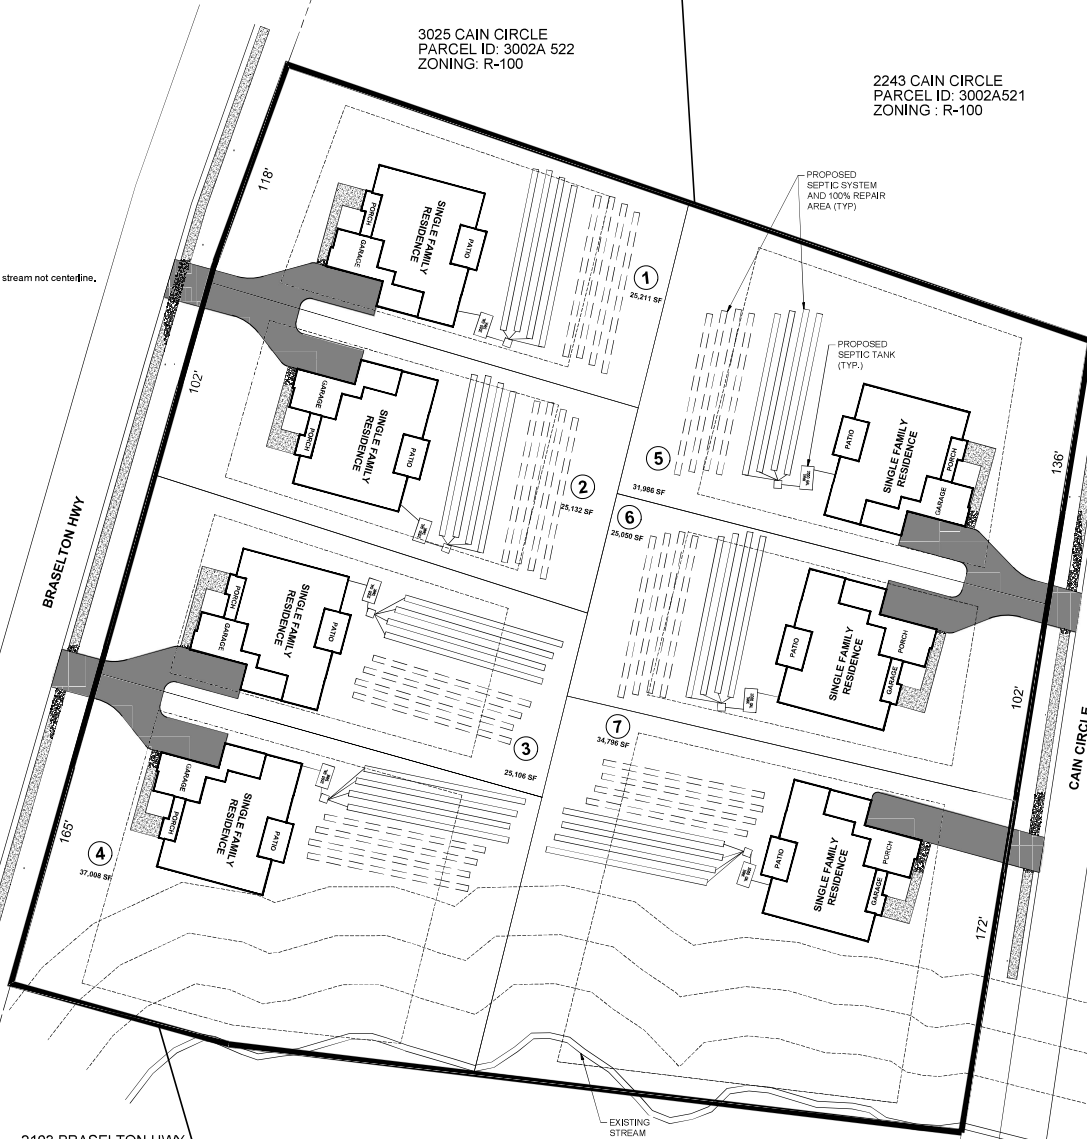 3025 CAIN CIRCLE
PARCEL ID: 3002A 522
ZONING: R-100
2243 CAIN CIRCLE
PARCEL ID: 3002A521
ZONING : R-100
PROPOSED
SEPTIC SYSTEM
AND 100% REPAIR
AREA (TYP)
stream not centerline.
118'
PORCH
GARAGE
SINGLE FAMILY
RESIDENCE
PATIO
1
25,211 SF
PROPOSED
SEPTIC TANK
(TYP.)
102'
GARAGE
PORCH
SINGLE FAMILY
RESIDENCE
PATIO
2
25,132 SF
5
31,986 SF
PATIO
SINGLE FAMILY
RESIDENCE
PORCH
GARAGE
136'
6
25,050 SF
BRASELTON HWY
PORCH
GARAGE
SINGLE FAMILY
RESIDENCE
PATIO
3
25,106 SF
PATIO
SINGLE FAMILY
RESIDENCE
PORCH
GARAGE
102'
CAIN CIRCLE
7
34,796 SF
165'
GARAGE
PORCH
SINGLE FAMILY
RESIDENCE
PATIO
4
37,008 SF
PATIO
SINGLE FAMILY
RESIDENCE
PORCH
GARAGE
172'
EXISTING
STREAM
BRASELTON HWY